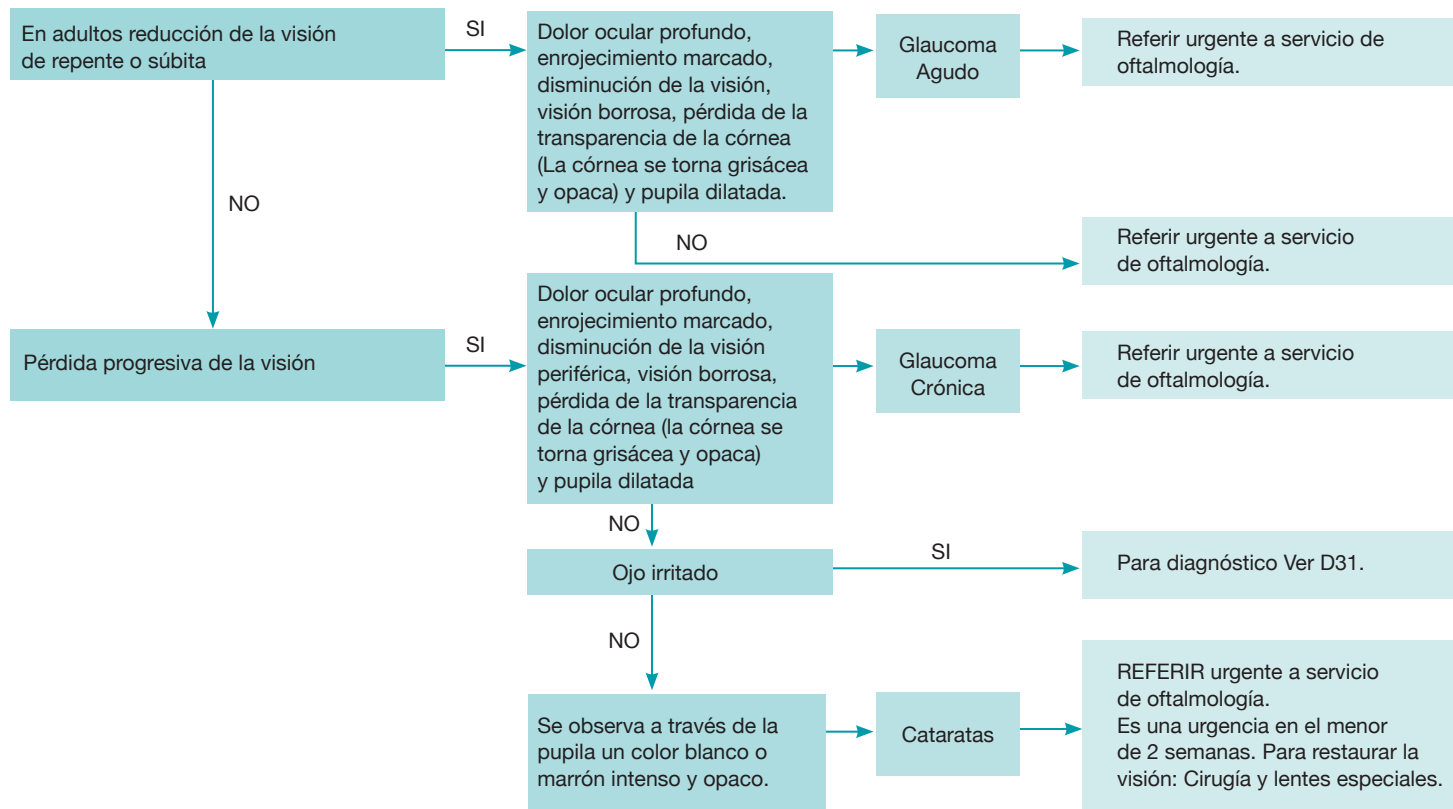 En adultos reducción de la visión
de repente o súbita
SI
Dolor ocular profundo,
enrojecimiento marcado,
disminución de la visión,
visión borrosa, pérdida de la
transparencia de la córnea
(La córnea se torna grisácea
y opaca) y pupila dilatada.
Glaucoma
Agudo
Referir urgente a servicio de
oftalmología.
NO
NO
Referir urgente a servicio
de oftalmología.
Pérdida progresiva de la visión
SI
Dolor ocular profundo,
enrojecimiento marcado,
disminución de la visión
periférica, visión borrosa,
pérdida de la transparencia
de la córnea (la córnea se
torna grisácea y opaca)
y pupila dilatada
Glaucoma
Crónica
Referir urgente a servicio
de oftalmología.
NO
Ojo irritado
SI
Para diagnóstico Ver D31.
NO
Se observa a través de la
pupila un color blanco o
marrón intenso y opaco.
Cataratas
REFERIR urgente a servicio
de oftalmología.
Es una urgencia en el menor
de 2 semanas. Para restaurar la
visión: Cirugía y lentes especiales.